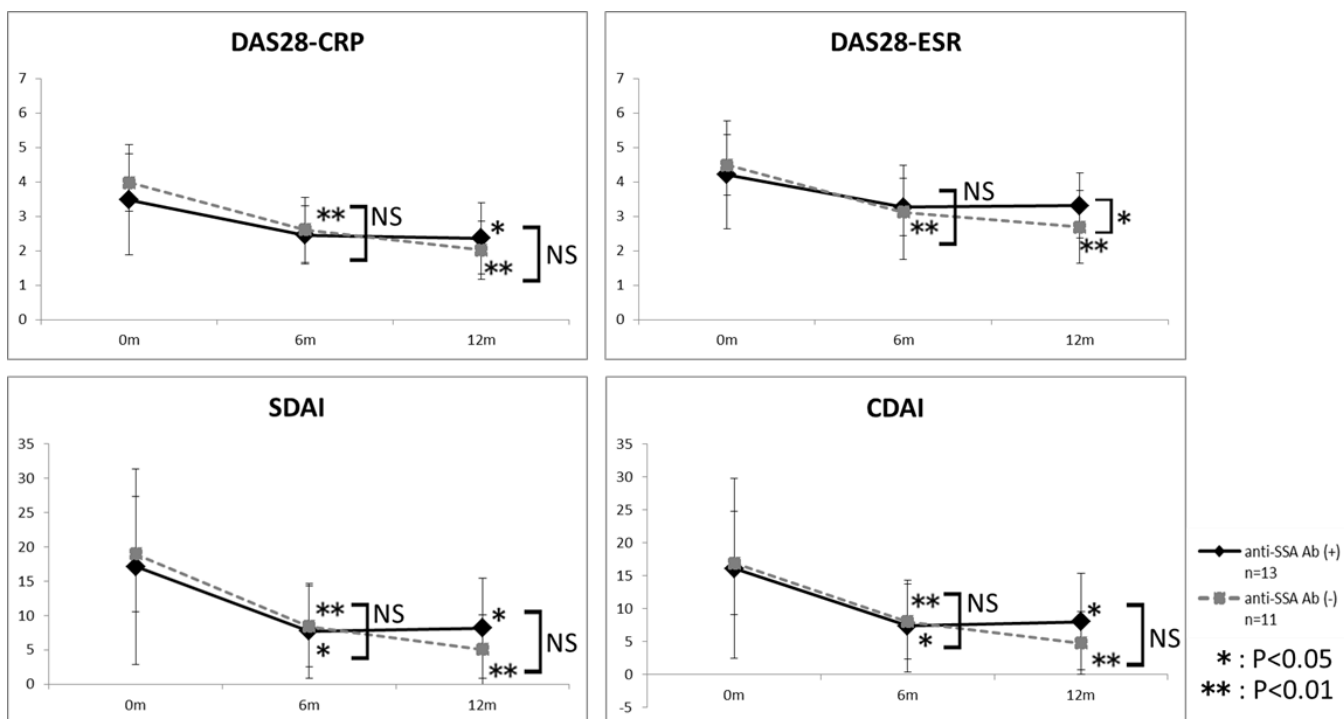 DAS28-CRP
7
6
5
4
3
2
1
0
** NS
*
** NS
0m 6m 12m
DAS28-ESR
7
6
5
4
3
2
1
0
NS
**
*
**
0m 6m 12m
SDAI
35
30
25
20
15
10
5
0
** NS
*
*
** NS
0m 6m 12m
CDAI
35
30
25
20
15
10
5
0
-5
** NS
*
*
** NS
0m 6m 12m
anti-SSA Ab (+)
n=13
anti-SSA Ab (-)
n=11
* : P<0.05
** : P<0.01